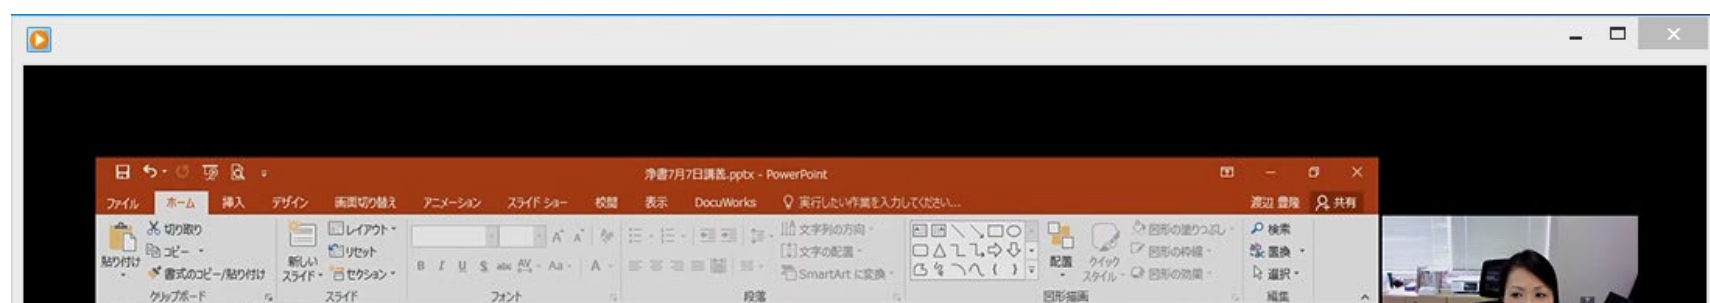 浄書7月7日講義.pptx - PowerPoint
ファイル ホーム 挿入 デザイン 画面切り替え アニメーション スライド ショー 校閲 表示 DocuWorks 実行したい作業を入力してください... 渡辺 豊隆 共有
切り取り レイアウト 文字列の方向 図形の塗りつぶし 検索
コピー リセット 文字の配置 図形の枠線 置換
貼り付け 書式のコピー/貼り付け 新しいスライド セクション B I U S abc AV Aa A SmartArt に変換 配置 クイックスタイル 図形の効果 選択
クリップボード スライド フォント 段落 図形描画 編集